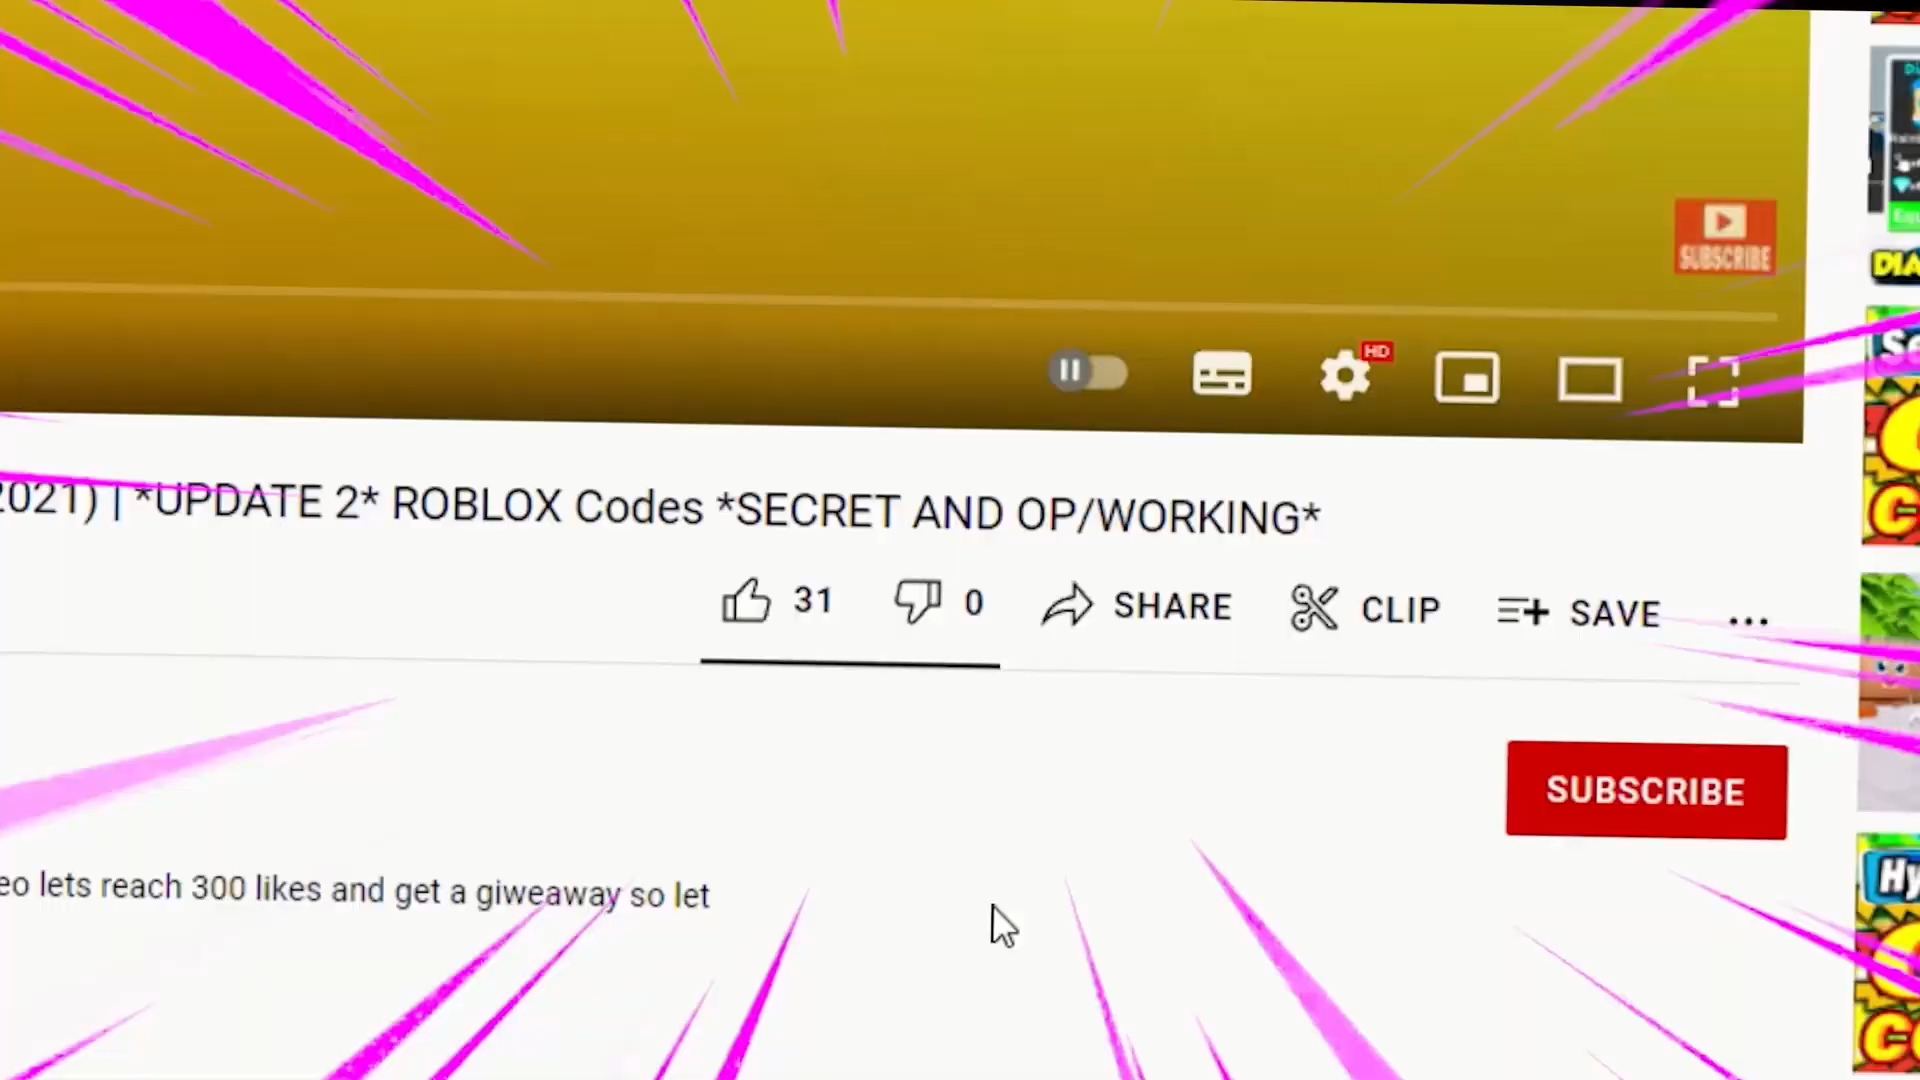 SUBSCRIBE
HD
2021) | *UPDATE 2* ROBLOX Codes *SECRET AND OP/WORKING*
31 0 SHARE CLIP SAVE ...
SUBSCRIBE
eo lets reach 300 likes and get a giweaway so let
DIA
Hy